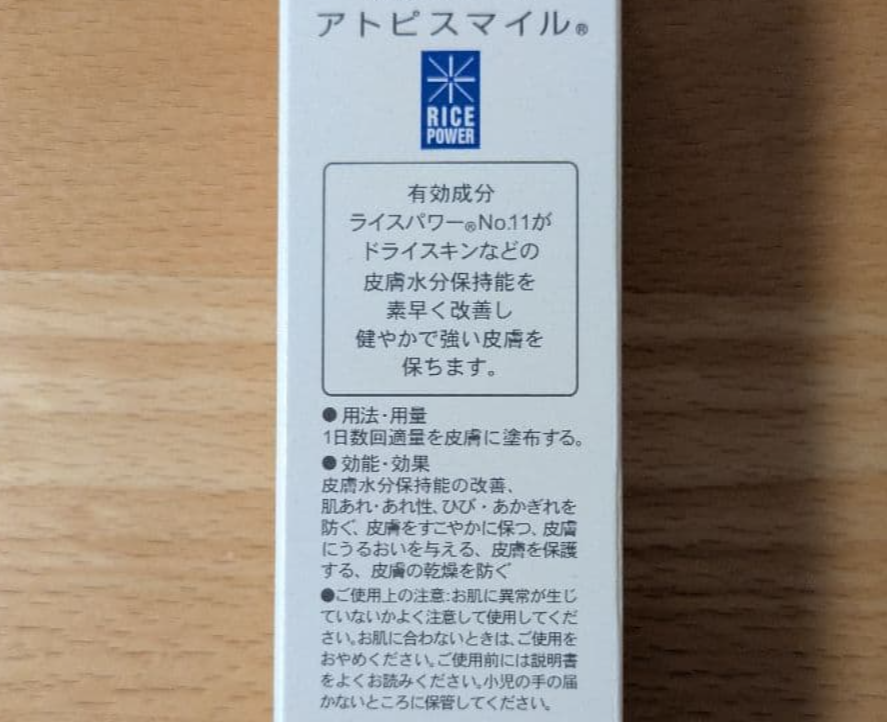 アトピスマイル®
RICE
POWER
有効成分
ライスパワー®No.11が
ドライスキンなどの
皮膚水分保持能を
素早く改善し
健やかで強い皮膚を
保ちます。
●用法・用量
1日数回適量を皮膚に塗布する。
●効能・効果
皮膚水分保持能の改善、
肌あれ・あれ性、ひび・あかぎれを
防ぐ、皮膚をすこやかに保つ、皮膚
にうるおいを与える、皮膚を保護
する、皮膚の乾燥を防ぐ
●ご使用上の注意:お肌に異常が生じ
ていないかよく注意して使用してくだ
さい。お肌に合わないときは、ご使用を
おやめください。ご使用前には説明書
をよくお読みください。小児の手の届
かないところに保管してください。